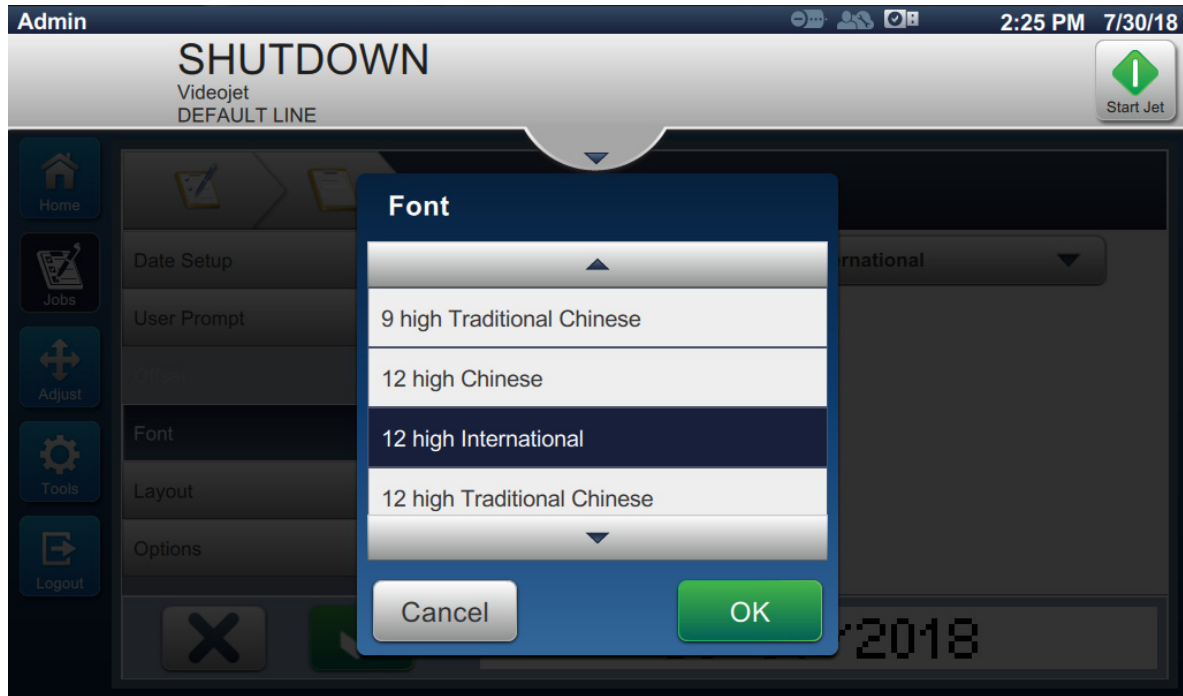 Admin
2:25 PM 7/30/18
SHUTDOWN
Videojet
DEFAULT LINE
Start Jet
Home
Jobs
Adjust
Tools
Logout
Date Setup
User Prompt
Font
Layout
Options
rnational
Font
9 high Traditional Chinese
12 high Chinese
12 high International
12 high Traditional Chinese
Cancel
OK
2018